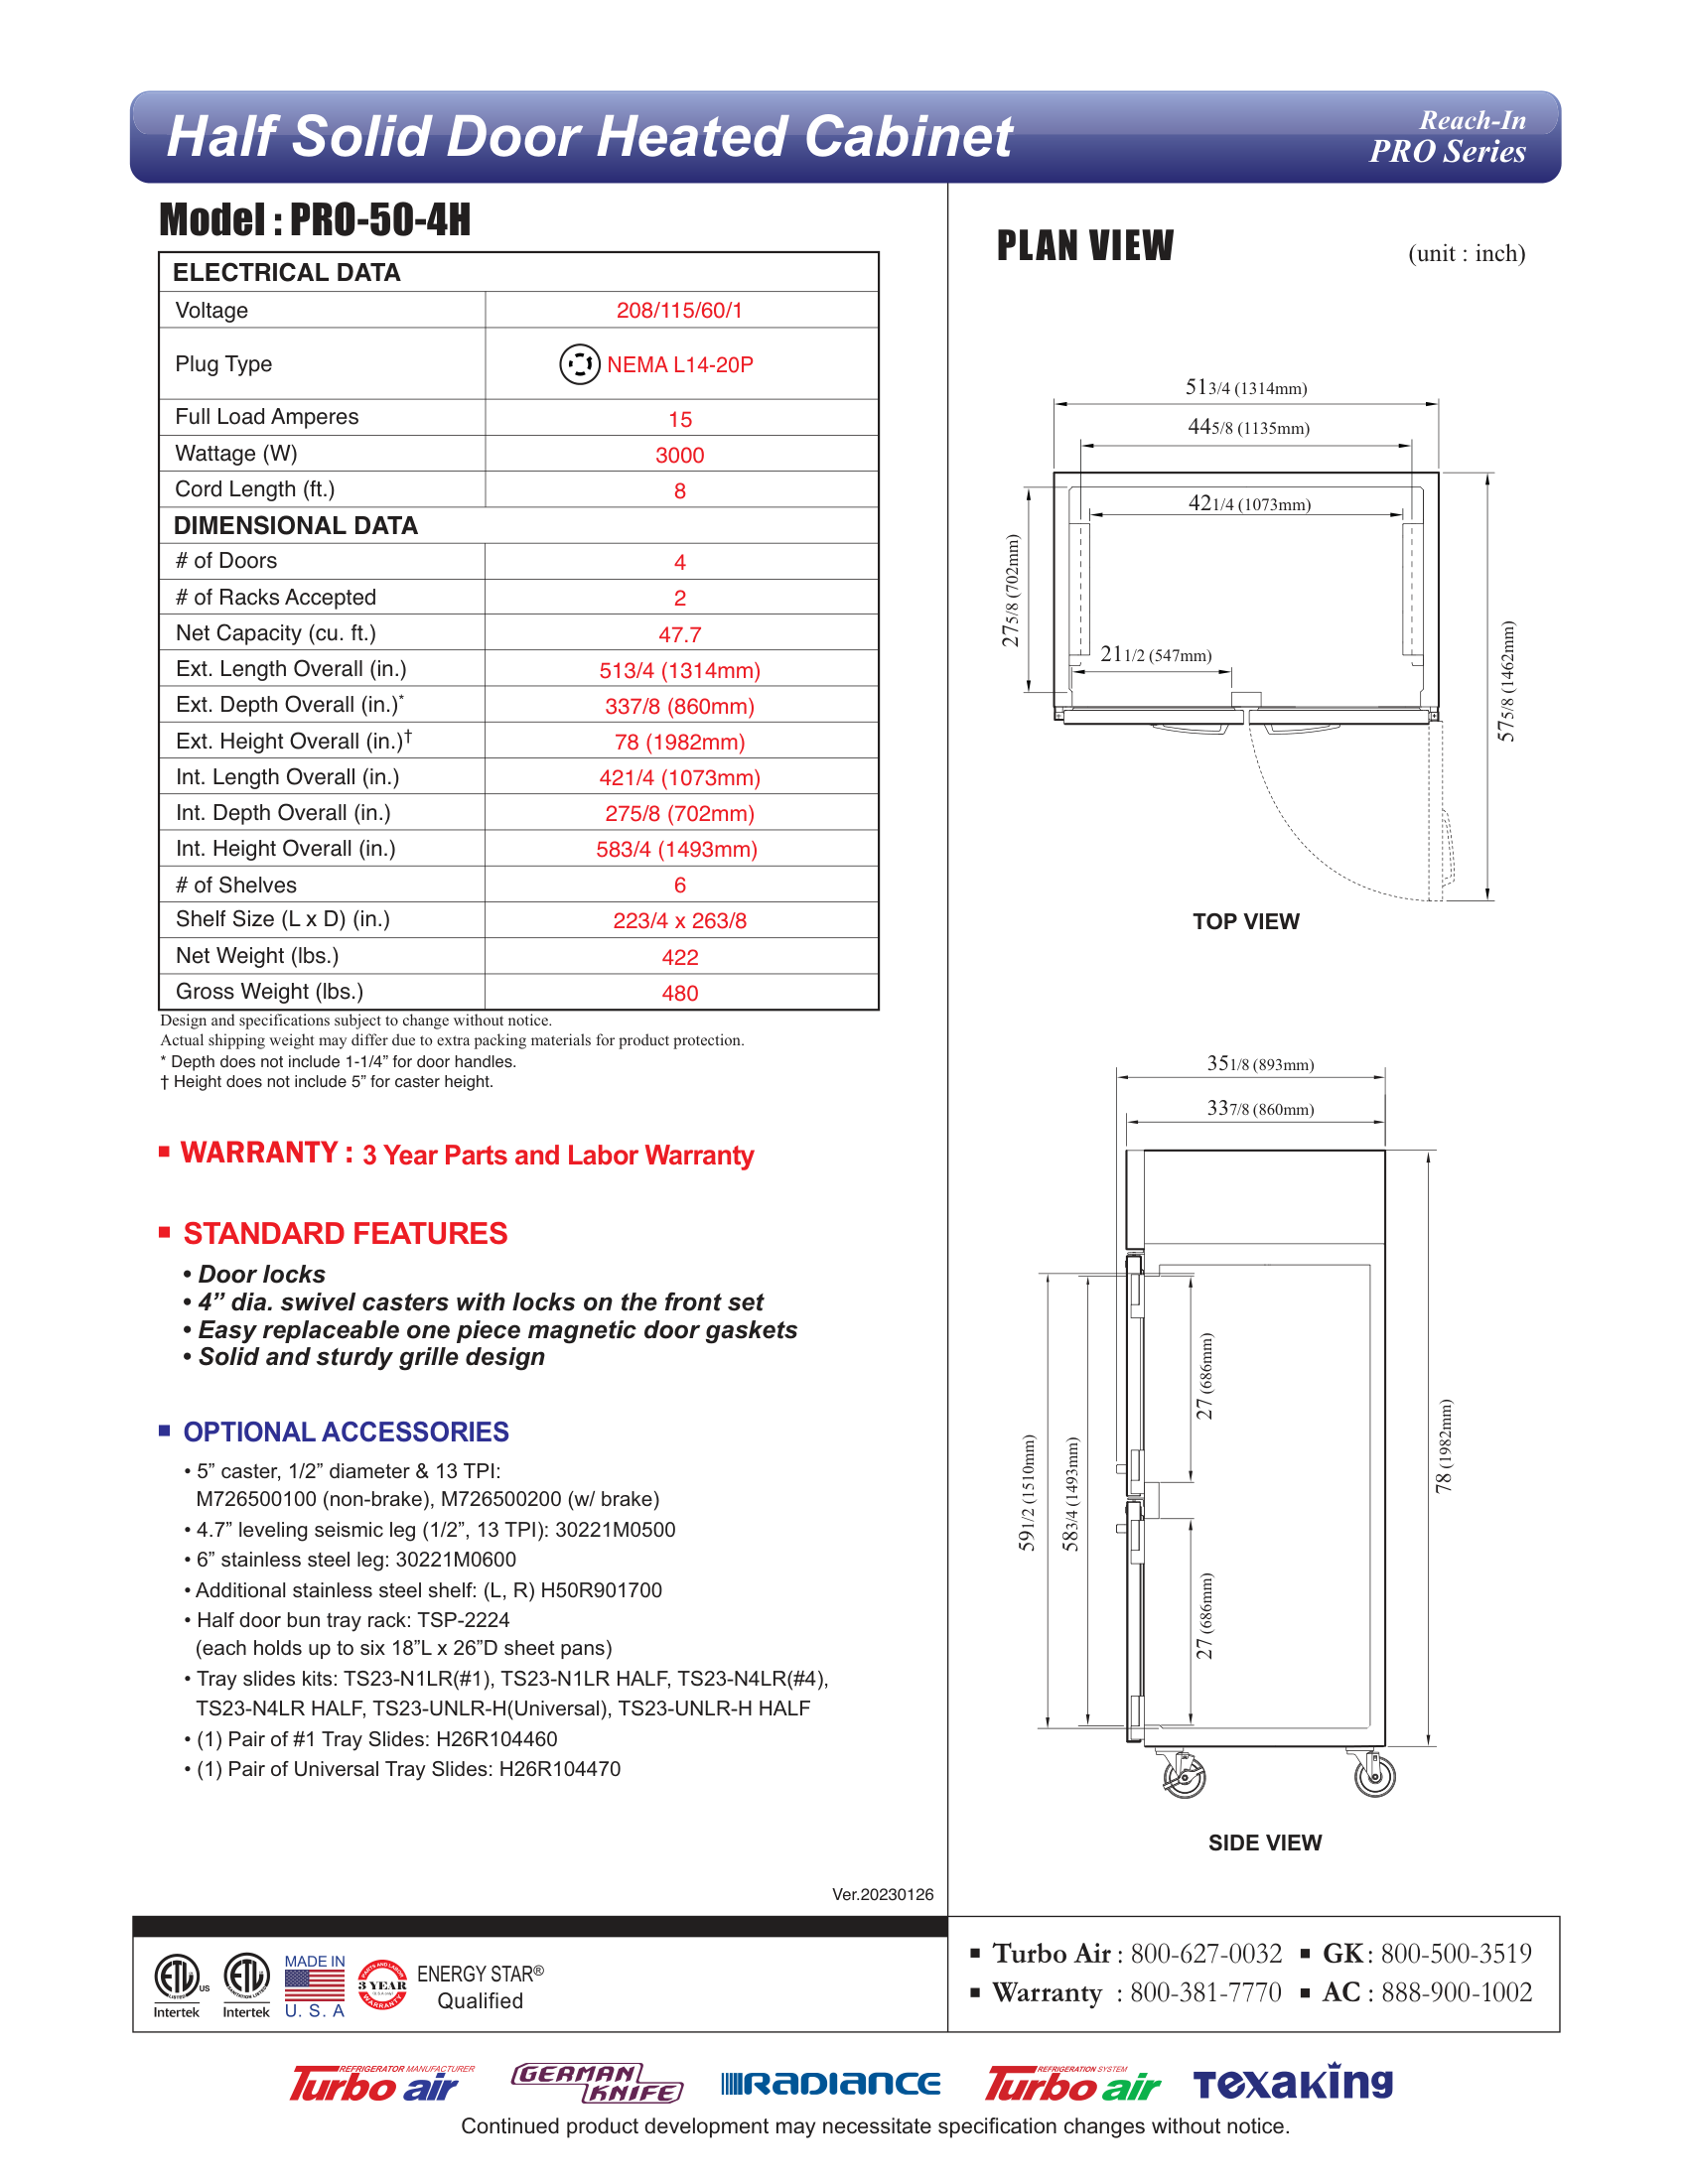 Half Solid Door Heated Cabinet
Reach-In
PRO Series
Model : PRO-50-4H
ELECTRICAL DATA
Voltage 208/115/60/1
Plug Type NEMA L14-20P
Full Load Amperes 15
Wattage (W) 3000
Cord Length (ft.) 8
DIMENSIONAL DATA
# of Doors 4
# of Racks Accepted 2
Net Capacity (cu. ft.) 47.7
Ext. Length Overall (in.) 513/4 (1314mm)
Ext. Depth Overall (in.)* 337/8 (860mm)
Ext. Height Overall (in.)† 78 (1982mm)
Int. Length Overall (in.) 421/4 (1073mm)
Int. Depth Overall (in.) 275/8 (702mm)
Int. Height Overall (in.) 583/4 (1493mm)
# of Shelves 6
Shelf Size (L x D) (in.) 223/4 x 263/8
Net Weight (lbs.) 422
Gross Weight (lbs.) 480
Design and specifications subject to change without notice.
Actual shipping weight may differ due to extra packing materials for product protection.
* Depth does not include 1-1/4” for door handles.
† Height does not include 5” for caster height.
WARRANTY : 3 Year Parts and Labor Warranty
STANDARD FEATURES
• Door locks
• 4” dia. swivel casters with locks on the front set
• Easy replaceable one piece magnetic door gaskets
• Solid and sturdy grille design
OPTIONAL ACCESSORIES
• 5” caster, 1/2” diameter & 13 TPI:
M726500100 (non-brake), M726500200 (w/ brake)
• 4.7” leveling seismic leg (1/2”, 13 TPI): 30221M0500
• 6” stainless steel leg: 30221M0600
• Additional stainless steel shelf: (L, R) H50R901700
• Half door bun tray rack: TSP-2224
(each holds up to six 18”L x 26”D sheet pans)
• Tray slides kits: TS23-N1LR(#1), TS23-N1LR HALF, TS23-N4LR(#4),
TS23-N4LR HALF, TS23-UNLR-H(Universal), TS23-UNLR-H HALF
• (1) Pair of #1 Tray Slides: H26R104460
• (1) Pair of Universal Tray Slides: H26R104470
Ver.20230126
PLAN VIEW
(unit : inch)
513/4 (1314mm)
445/8 (1135mm)
421/4 (1073mm)
275/8 (702mm)
211/2 (547mm)
575/8 (1462mm)
TOP VIEW
351/8 (893mm)
337/8 (860mm)
27 (686mm)
78 (1982mm)
591/2 (1510mm)
583/4 (1493mm)
27 (686mm)
SIDE VIEW
ETL LISTED US
Intertek
ETL
Intertek
MADE IN
U. S. A
PARTS AND LABOR
3 YEAR
WARRANTY
ENERGY STAR®
Qualified
Turbo Air : 800-627-0032 GK : 800-500-3519
Warranty : 800-381-7770 AC : 888-900-1002
REFRIGERATOR MANUFACTURER
Turbo air
GERMAN
KNIFE
RADIANCE
REFRIGERATION SYSTEM
Turbo air
Texaking
Continued product development may necessitate specification changes without notice.